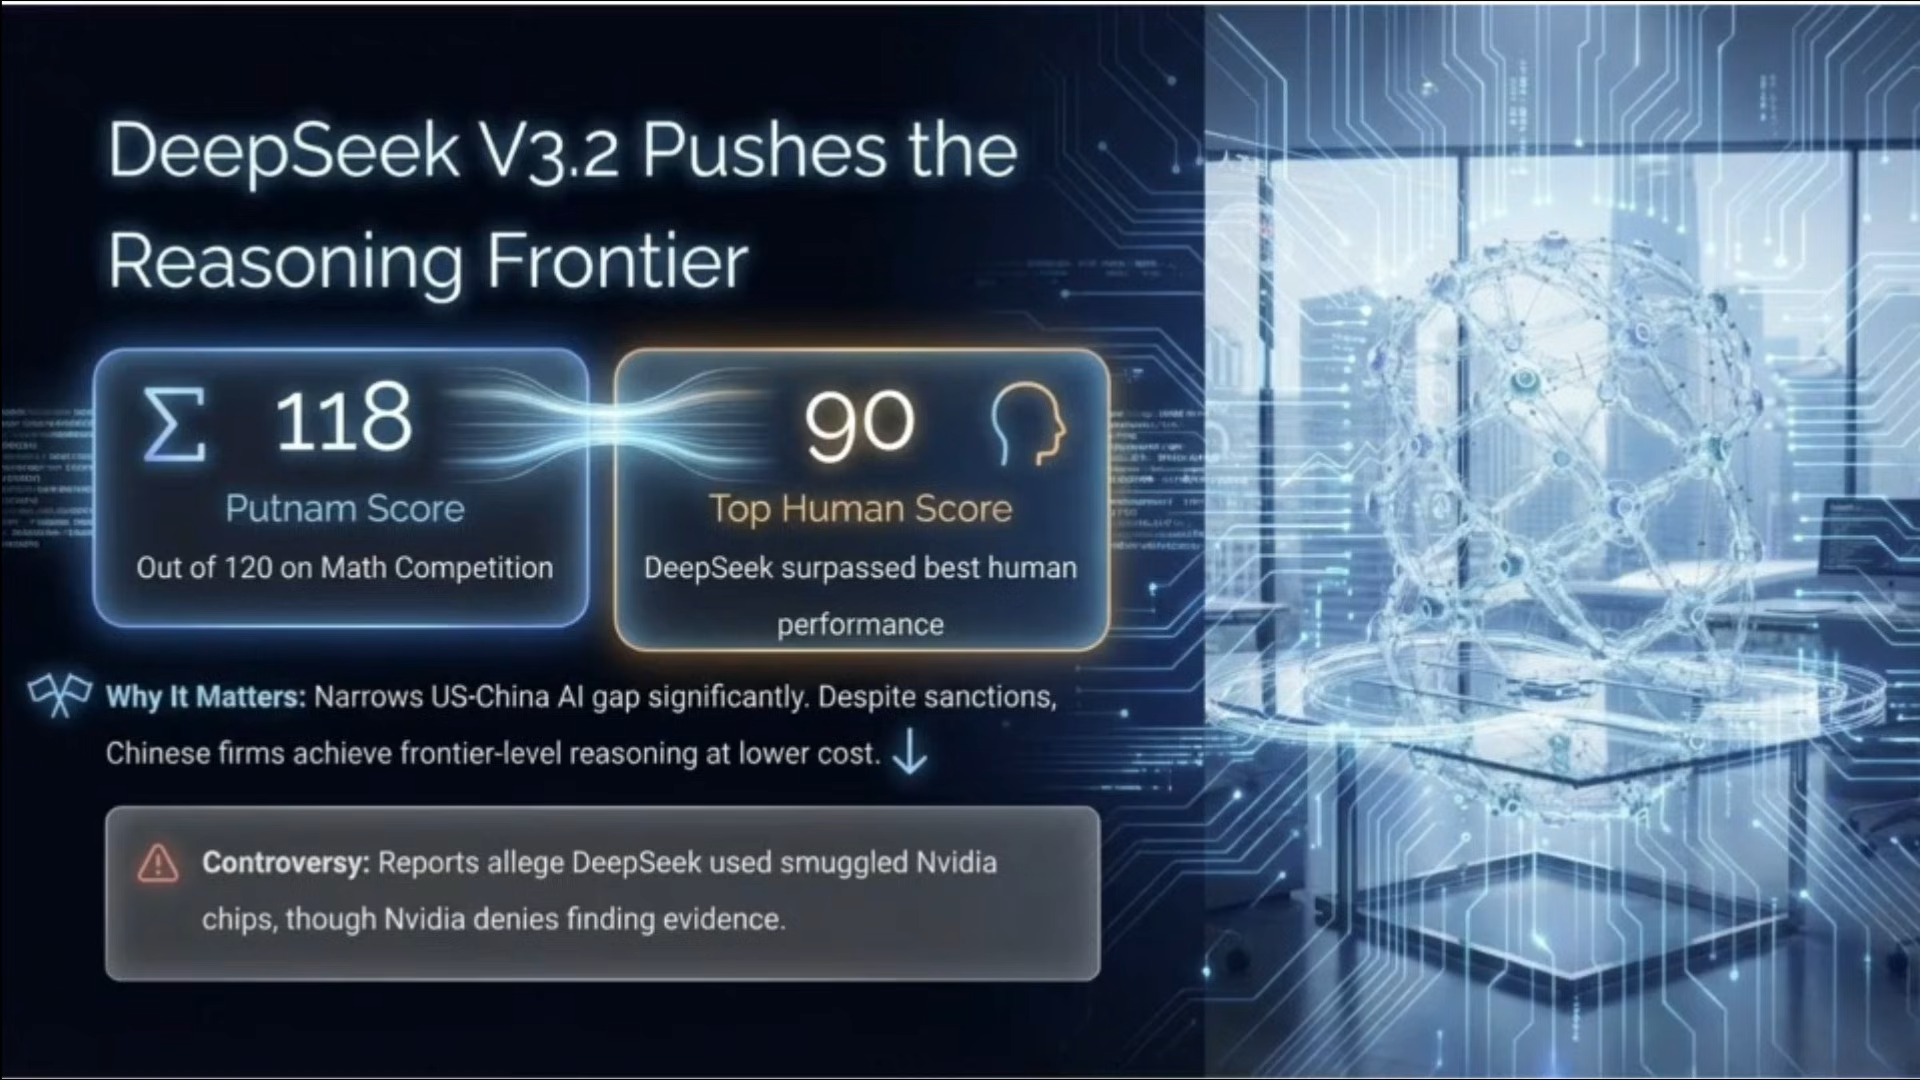 DeepSeek V3.2 Pushes the
Reasoning Frontier
Σ 118
Putnam Score
Out of 120 on Math Competition
90
Top Human Score
DeepSeek surpassed best human
performance
Why It Matters: Narrows US-China AI gap significantly. Despite sanctions,
Chinese firms achieve frontier-level reasoning at lower cost.
Controversy: Reports allege DeepSeek used smuggled Nvidia
chips, though Nvidia denies finding evidence.